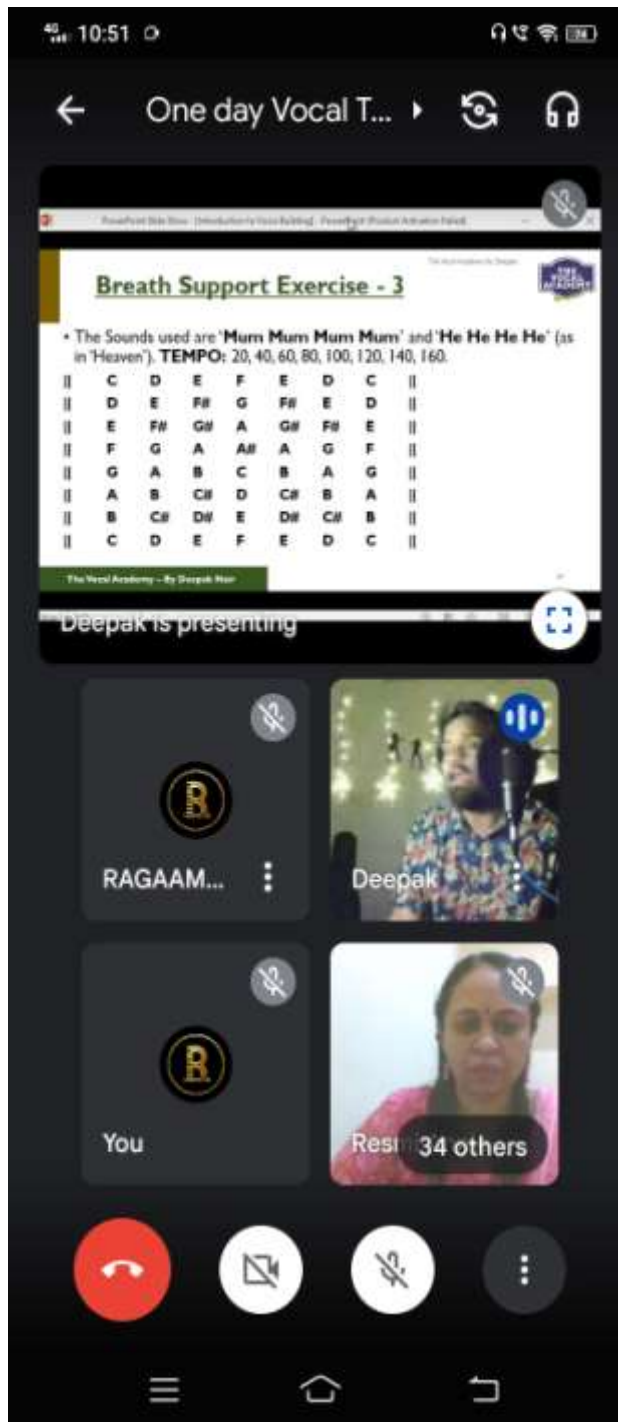 4G 10:51
24
One day Vocal T...
PowerPoint Slide Show - [Introduction to Voice Building] - PowerPoint (Product Activation Failed)
Breath Support Exercise - 3
THE VOCAL ACADEMY
• The Sounds used are 'Mum Mum Mum Mum' and 'He He He He' (as
in 'Heaven'). TEMPO: 20, 40, 60, 80, 100, 120, 140, 160.
|| C D E F E D C ||
|| D E F# G F# E D ||
|| E F# G# A G# F# E ||
|| F G A A# A G F ||
|| G A B C B A G ||
|| A B C# D C# B A ||
|| B C# D# E D# C# B ||
|| C D E F E D C ||
The Vocal Academy - By Deepak Nair
Deepak is presenting
RAGAAM...
Deepak
You
Resmi
34 others